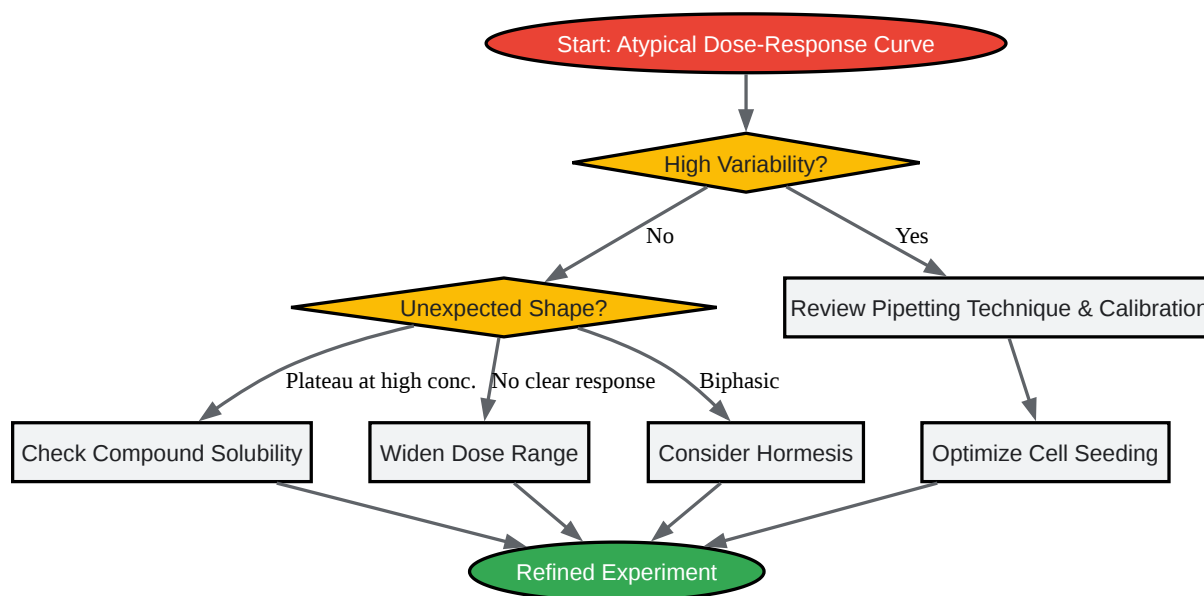 Start: Atypical Dose-Response Curve
High Variability?
No
Yes
Unexpected Shape?
Review Pipetting Technique & Calibration
Plateau at high conc.
No clear response
Biphasic
Check Compound Solubility
Widen Dose Range
Consider Hormesis
Optimize Cell Seeding
Refined Experiment